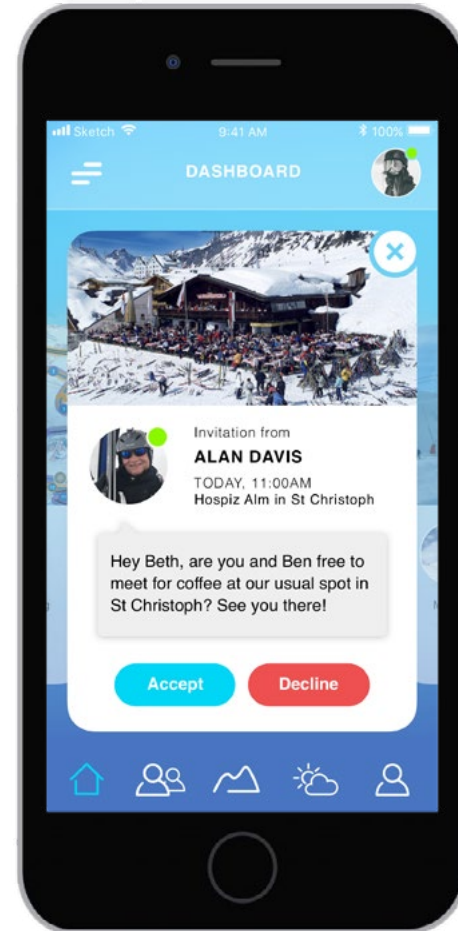 Sketch 9:41 AM 100%
DASHBOARD
Invitation from
ALAN DAVIS
TODAY, 11:00AM
Hospiz Alm in St Christoph
Hey Beth, are you and Ben free to
meet for coffee at our usual spot in
St Christoph? See you there!
Accept Decline